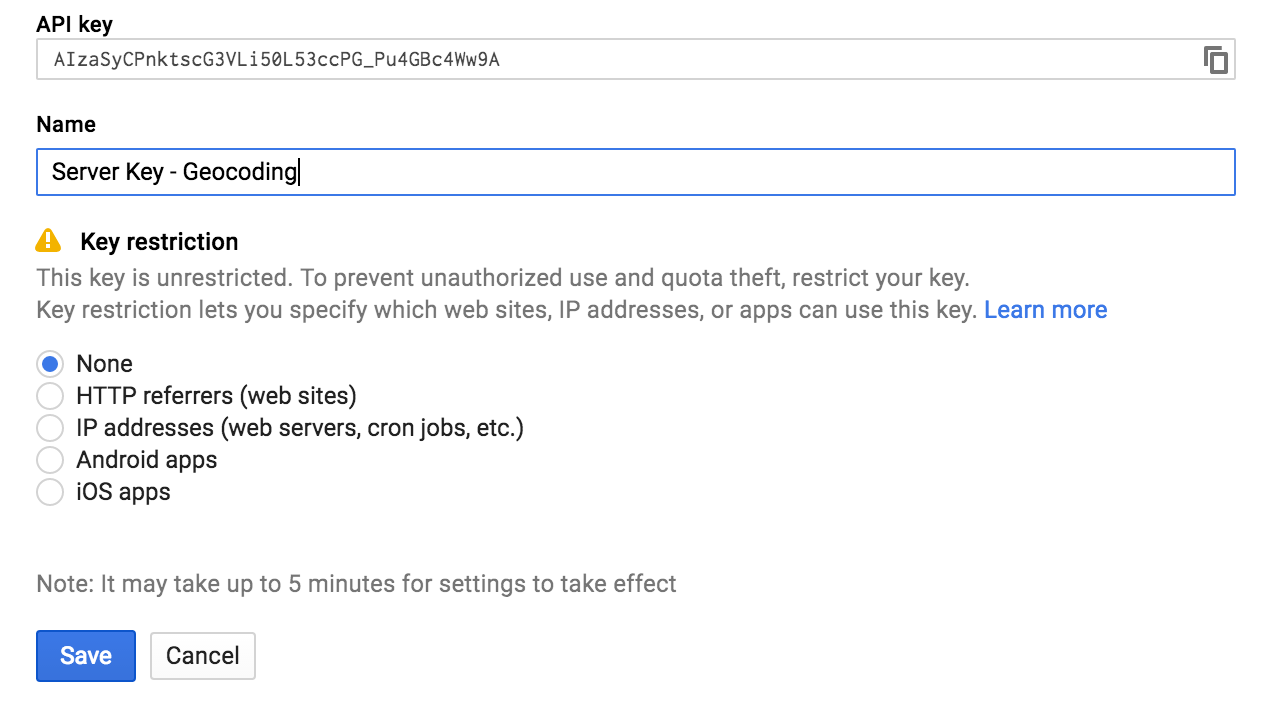 API key
AIzaSyCPnktscG3VLi50L53ccPG_Pu4GBc4Ww9A
Name
Server Key - Geocoding
Key restriction
This key is unrestricted. To prevent unauthorized use and quota theft, restrict your key.
Key restriction lets you specify which web sites, IP addresses, or apps can use this key. Learn more
None
HTTP referrers (web sites)
IP addresses (web servers, cron jobs, etc.)
Android apps
iOS apps
Note: It may take up to 5 minutes for settings to take effect
Save Cancel